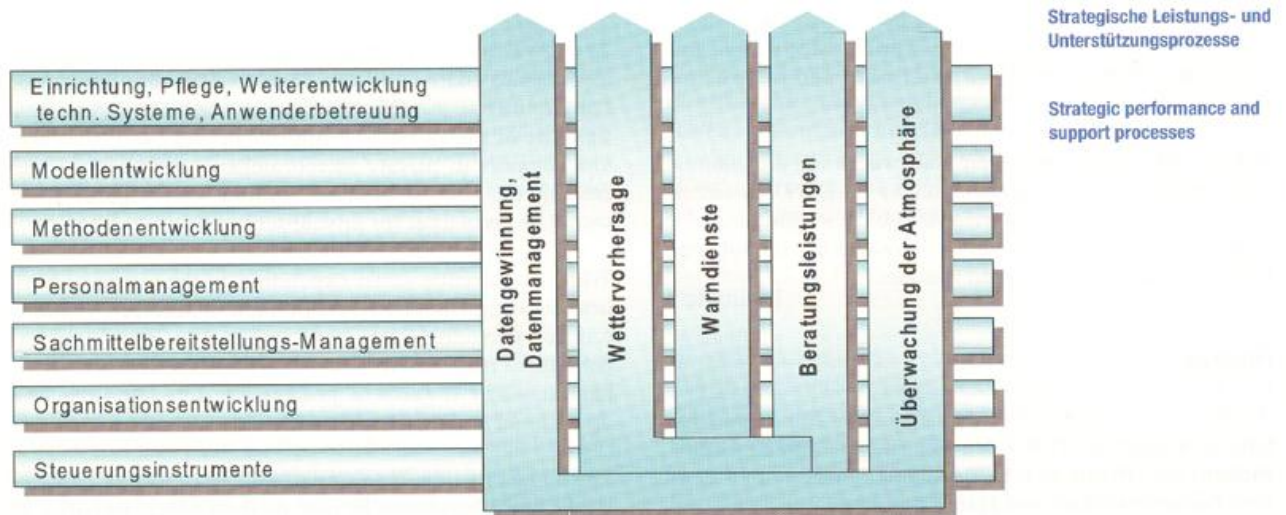 Strategische Leistungs- und
Unterstützungsprozesse
Strategic performance and
support processes
Einrichtung, Pflege, Weiterentwicklung
techn. Systeme, Anwenderbetreuung
Modellentwicklung
Methodenentwicklung
Personalmanagement
Sachmittelbereitstellungs-Management
Organisationsentwicklung
Steuerungsinstrumente
Datengewinnung,
Datenmanagement
Wettervorhersage
Warndienste
Beratungsleistungen
Überwachung der Atmosphäre